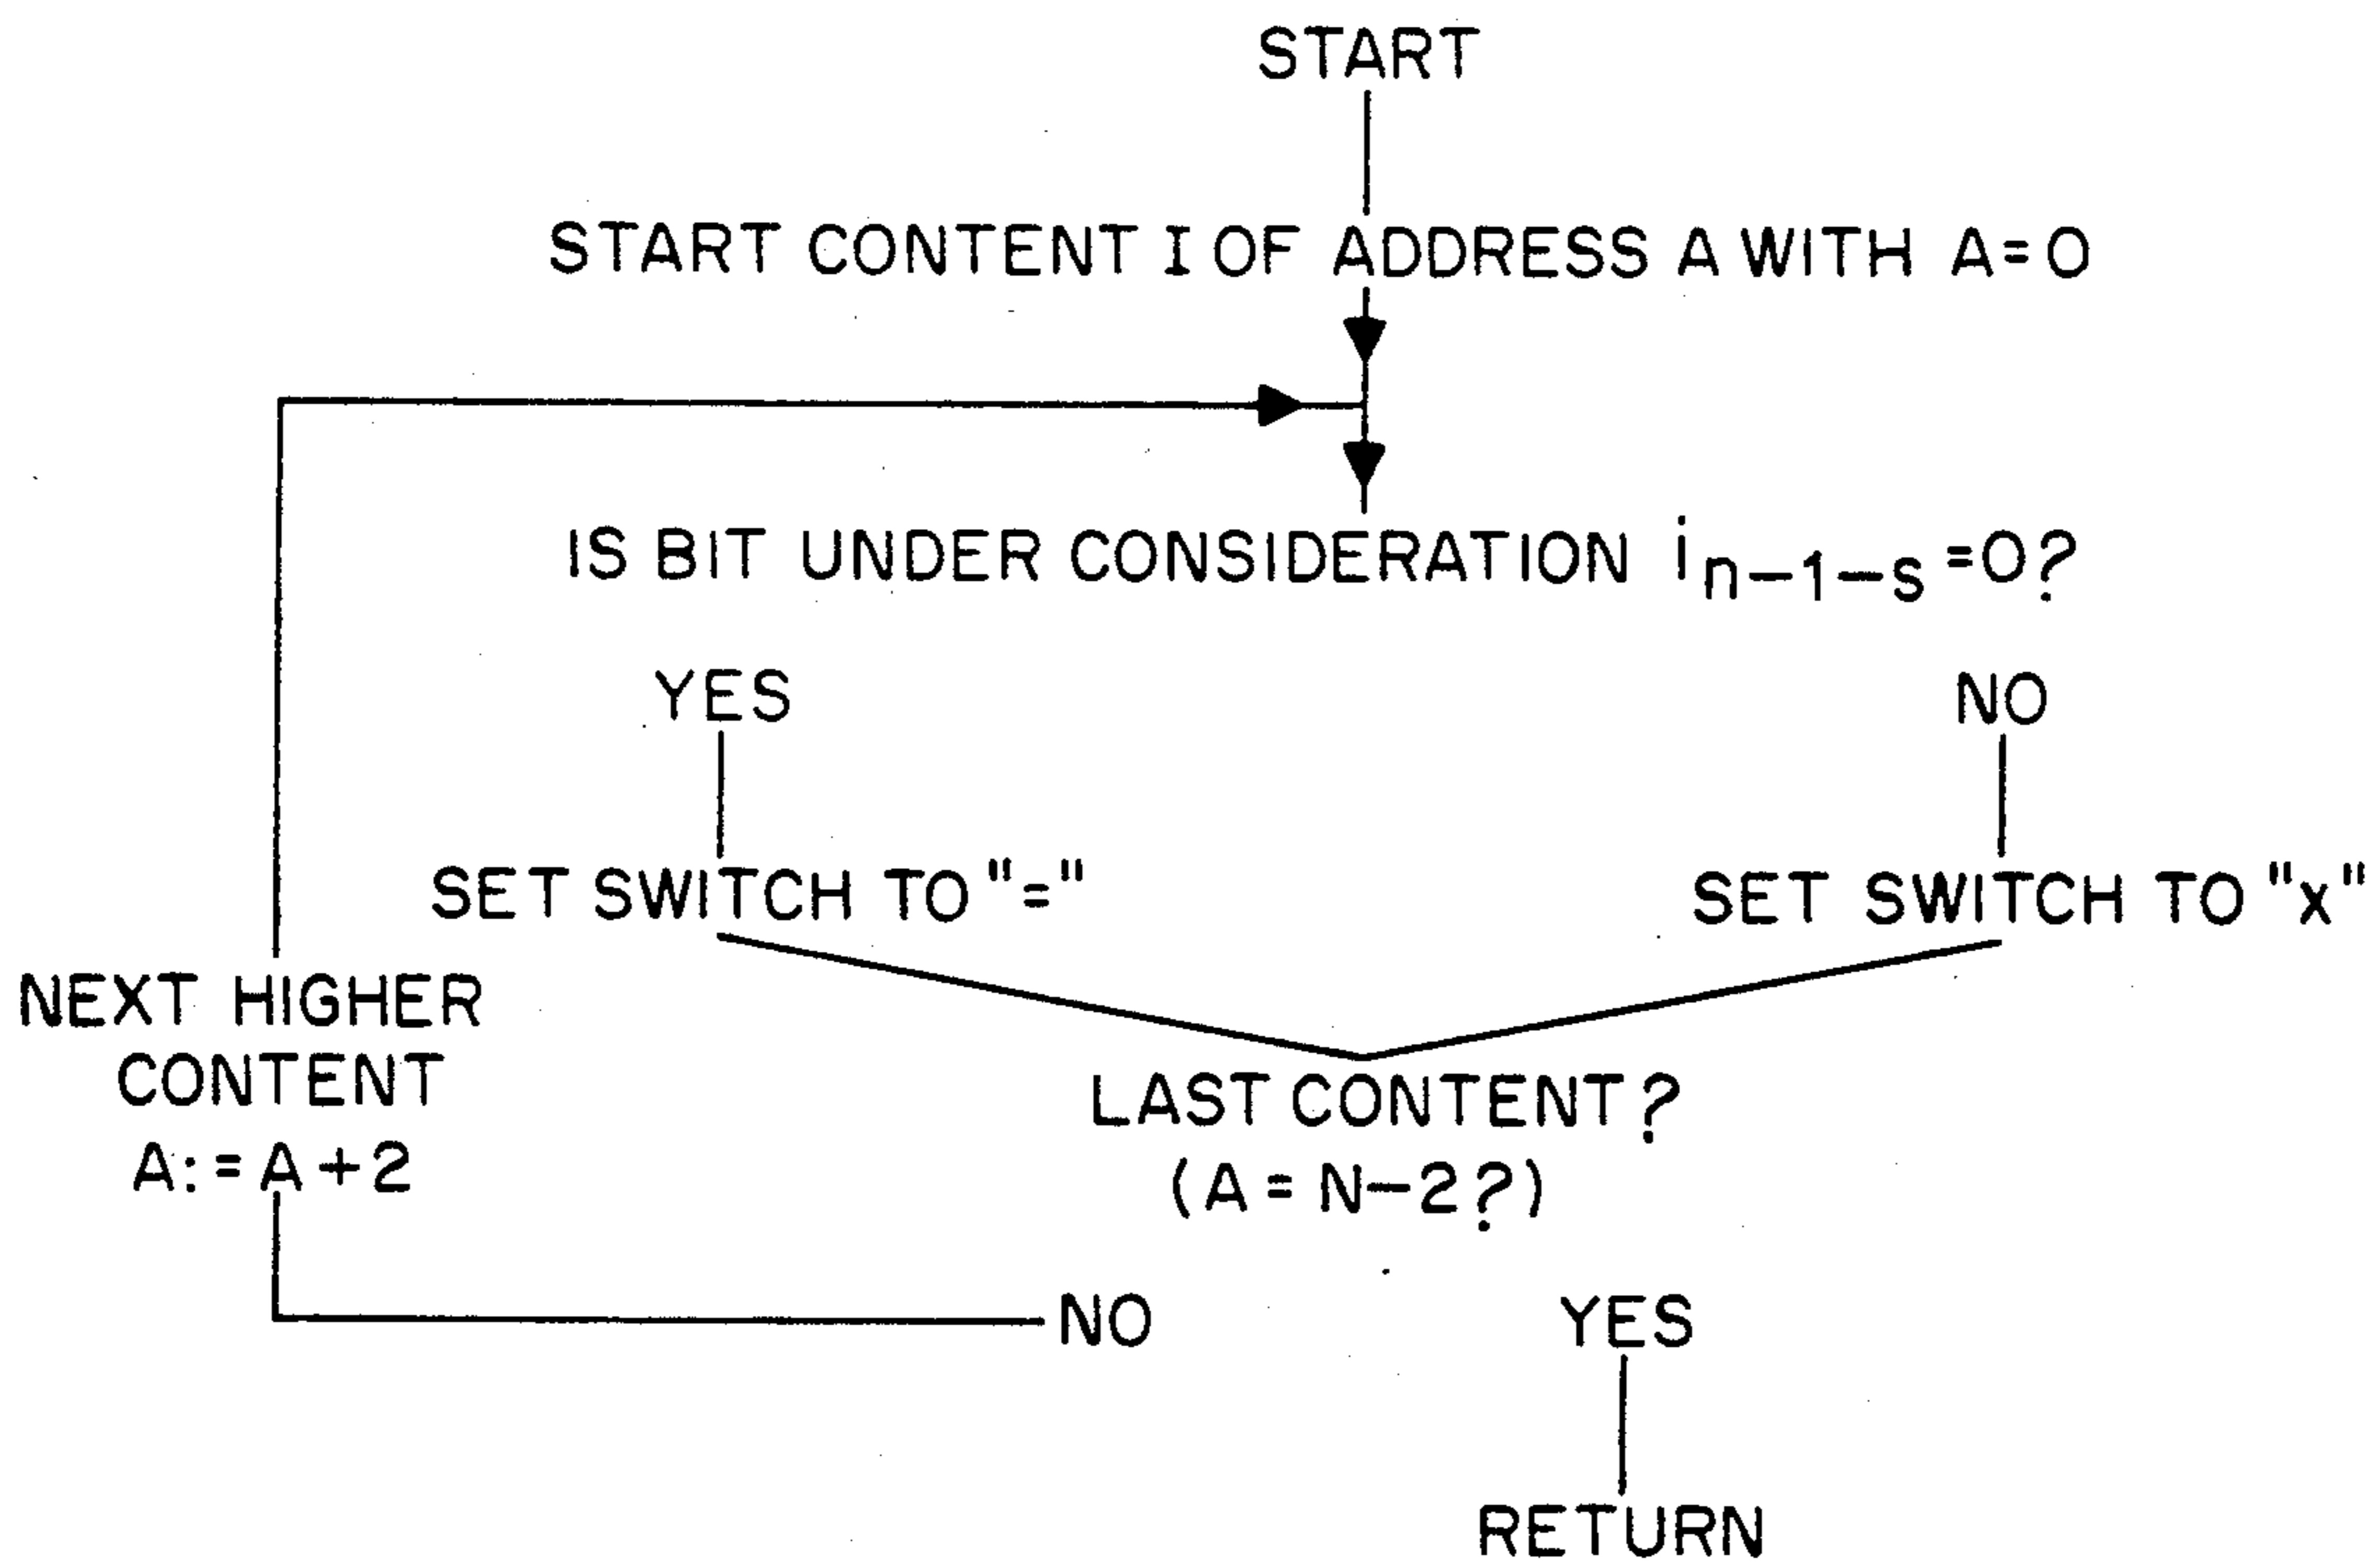 START
START CONTENT I OF ADDRESS A WITH A=0
IS BIT UNDER CONSIDERATION i n-1-s =0?
YES
NO
SET SWITCH TO "="
SET SWITCH TO "x"
NEXT HIGHER
CONTENT
A:=A+2
LAST CONTENT?
(A=N-2?)
NO
YES
RETURN